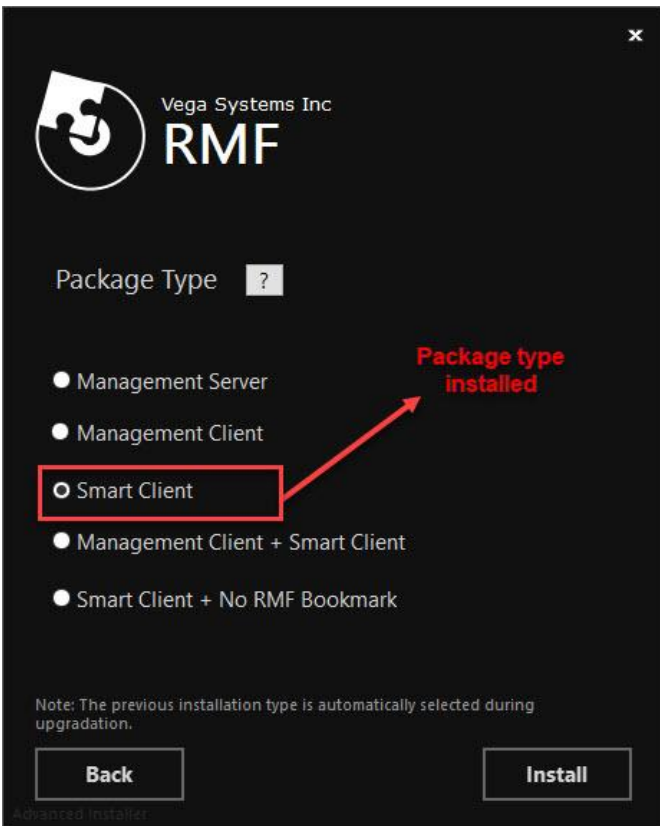 x
Vega Systems Inc
RMF
Package Type ?
Package type
installed
Management Server
Management Client
Smart Client
Management Client + Smart Client
Smart Client + No RMF Bookmark
Note: The previous installation type is automatically selected during
upgradation.
Back Install
Advanced Installer